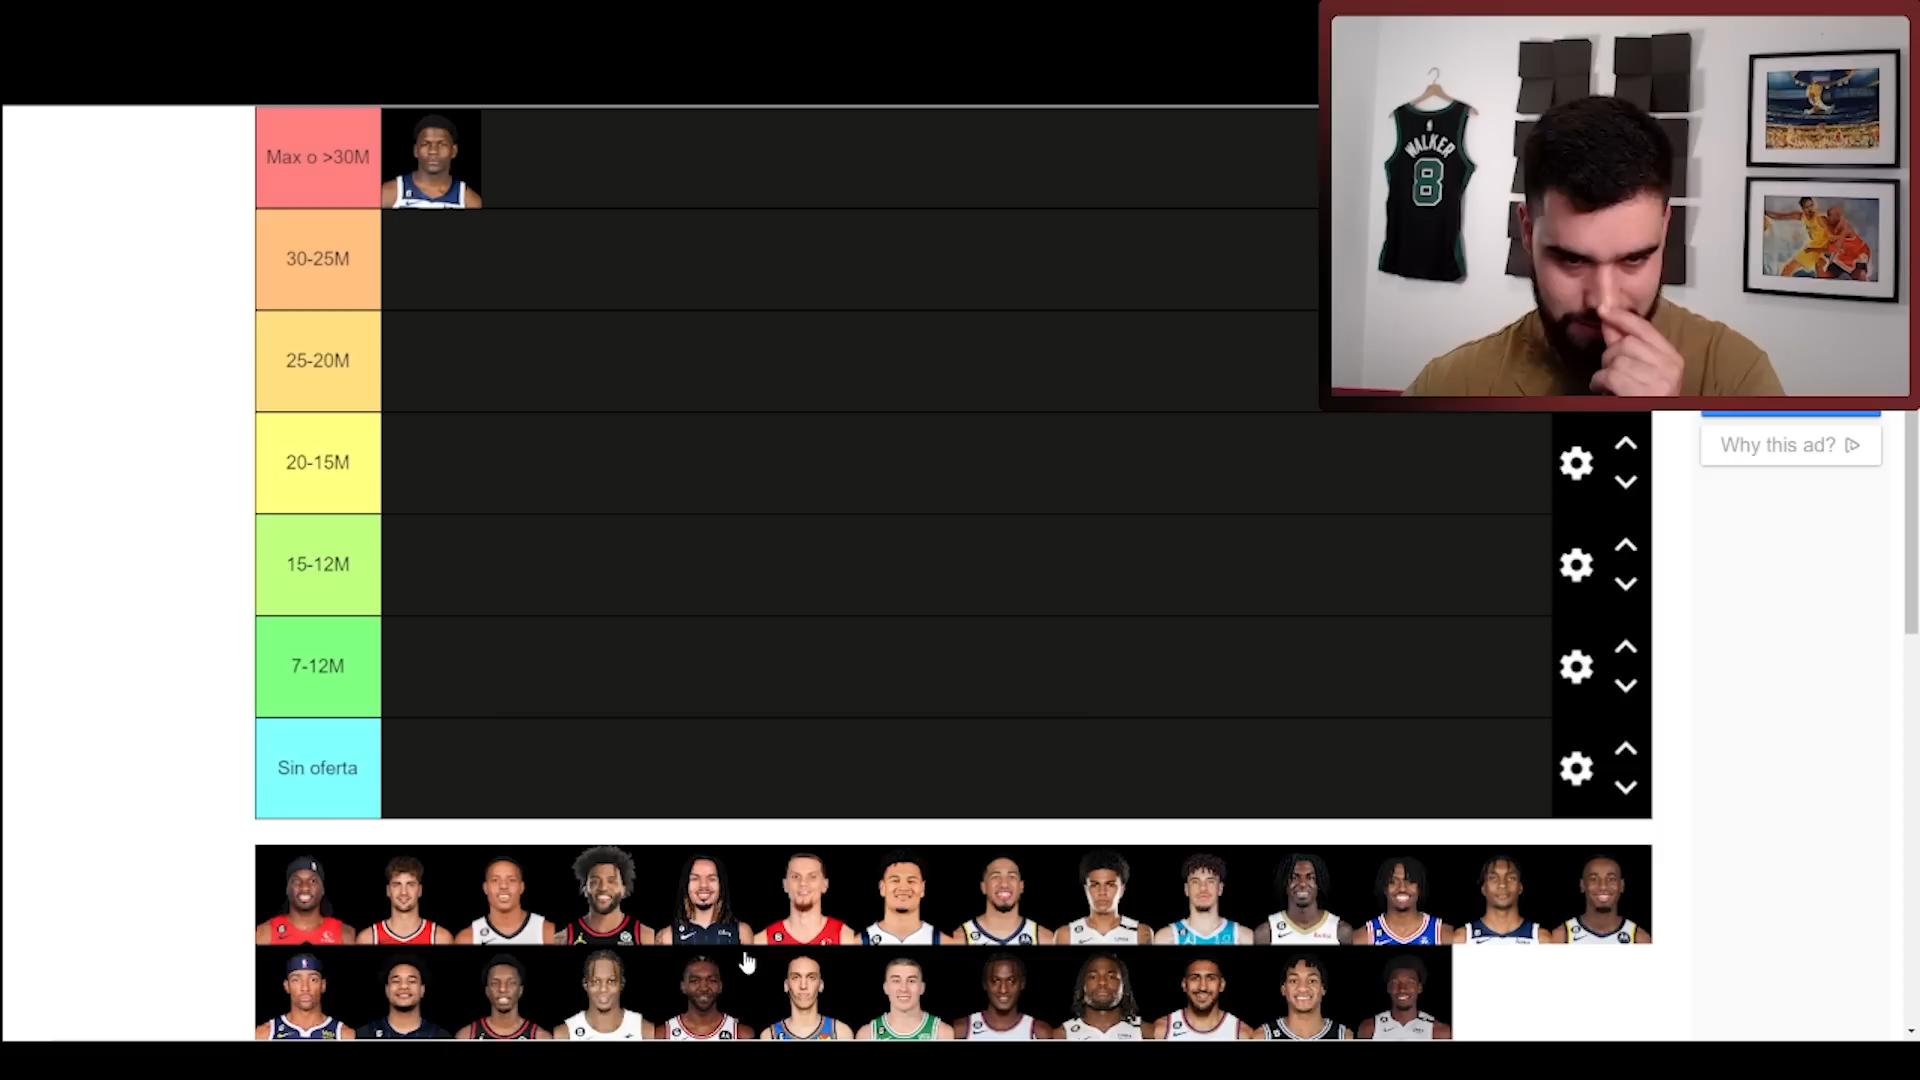 Max o >30M
WALKER
8
30-25M
25-20M
20-15M
Why this ad?
15-12M
7-12M
Sin oferta